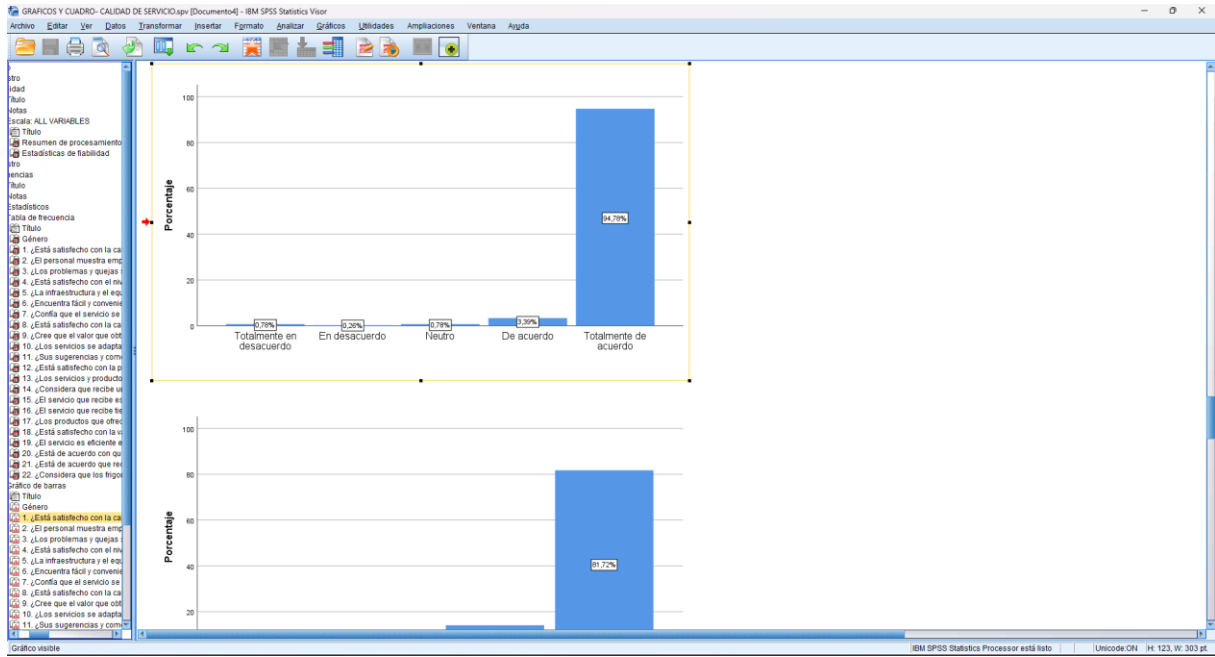 GRAFICOS Y CUADRO- CALIDAD DE SERVICIO.spv [Documento4] - IBM SPSS Statistics Visor
Archivo Editar Ver Datos Transformar Insertar Formato Analizar Gráficos Utilidades Ampliaciones Ventana Ayuda
stro
idad
Título
Notas
Escala: ALL VARIABLES
Título
Resumen de procesamiento
Estadísticas de fiabilidad
stro
encias
Título
Notas
Estadísticos
Tabla de frecuencia
Título
Género
1. ¿Está satisfecho con la ca
2. ¿El personal muestra emp
3. ¿Los problemas y quejas
4. ¿Está satisfecho con el niv
5. ¿La infraestructura y el equ
6. ¿Encuentra fácil y convenie
7. ¿Confía que el servicio se
8. ¿Está satisfecho con la ca
9. ¿Cree que el valor que obt
10. ¿Los servicios se adapta
11. ¿Sus sugerencias y come
12. ¿Está satisfecho con la p
13. ¿Los servicios y producto
14. ¿Considera que recibe un
15. ¿El servicio que recibe es
16. ¿El servicio que recibe tie
17. ¿Los productos que ofrec
18. ¿Está satisfecho con la va
19. ¿El servicio es eficiente e
20. ¿Está de acuerdo con qu
21. ¿Está de acuerdo que rec
22. ¿Considera que los frigor
Gráfico de barras
Título
Género
1. ¿Está satisfecho con la ca
2. ¿El personal muestra emp
3. ¿Los problemas y quejas
4. ¿Está satisfecho con el niv
5. ¿La infraestructura y el equ
6. ¿Encuentra fácil y convenie
7. ¿Confía que el servicio se
8. ¿Está satisfecho con la ca
9. ¿Cree que el valor que obt
10. ¿Los servicios se adapta
11. ¿Sus sugerencias y come
Porcentaje
100
80
60
40
20
0
0,78%
0,26%
0,78%
3,39%
94,78%
Totalmente en desacuerdo
En desacuerdo
Neutro
De acuerdo
Totalmente de acuerdo
Porcentaje
100
80
60
40
20
81,72%
Gráfico visible
IBM SPSS Statistics Processor está listo
Unicode:ON
H: 123, W: 303 pt.